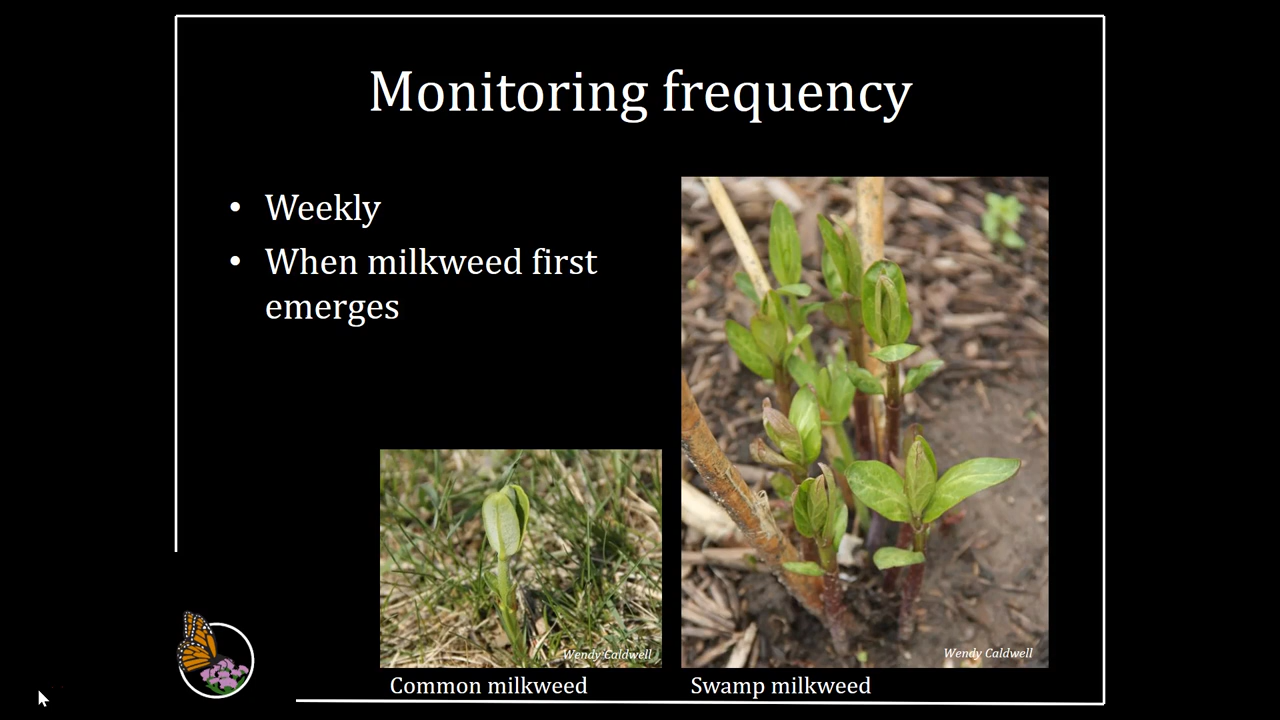 Monitoring frequency
• Weekly
• When milkweed first
emerges
Wendy Caldwell
Wendy Caldwell
Common milkweed
Swamp milkweed